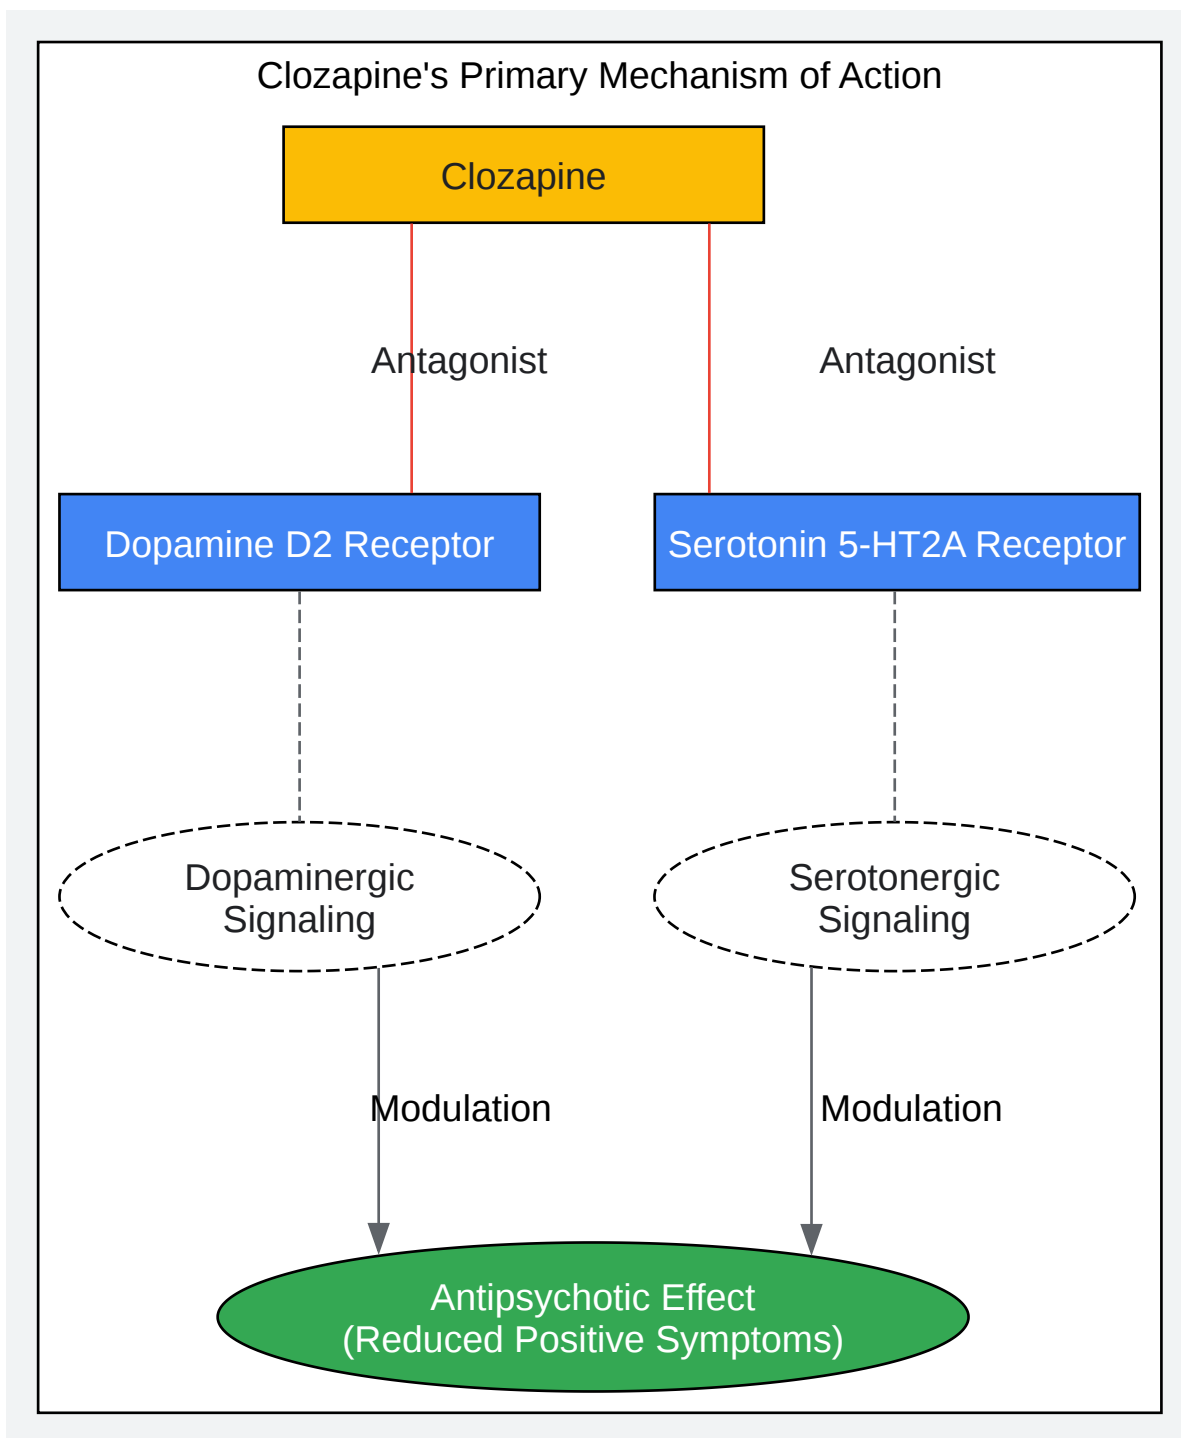 Clozapine's Primary Mechanism of Action
Clozapine
Antagonist
Antagonist
Dopamine D2 Receptor
Serotonin 5-HT2A Receptor
Dopaminergic
Signaling
Serotonergic
Signaling
Modulation
Modulation
Antipsychotic Effect
(Reduced Positive Symptoms)